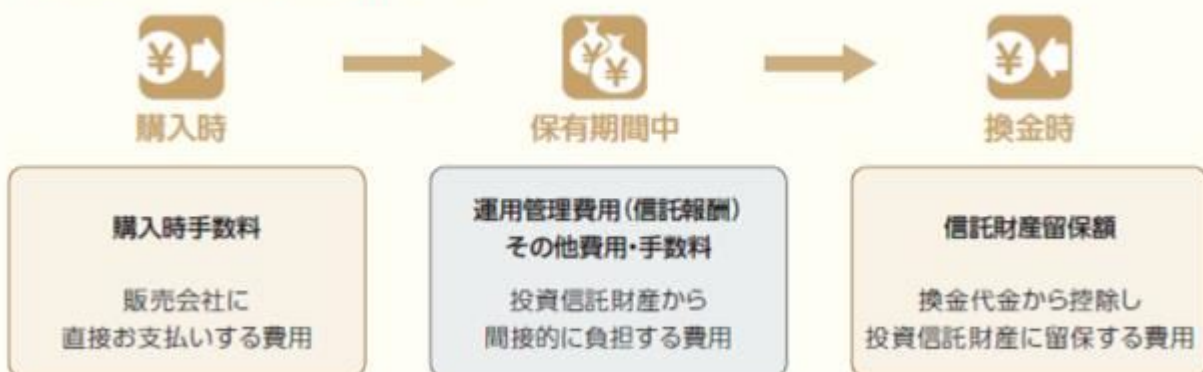 ¥
購入時
購入時手数料
販売会社に
直接お支払いする費用
¥ ¥
保有期間中
運用管理費用(信託報酬)
その他費用・手数料
投資信託財産から
間接的に負担する費用
¥
換金時
信託財産留保額
換金代金から控除し
投資信託財産に留保する費用